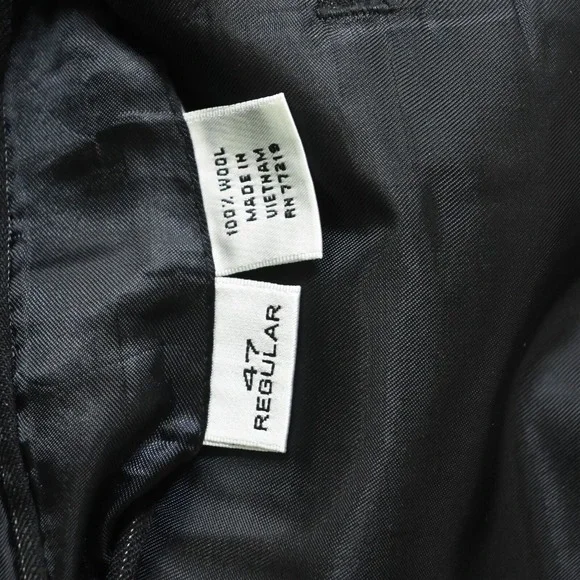 100% WOOL
MADE IN
VIETNAM
RN 77219
47
REGULAR